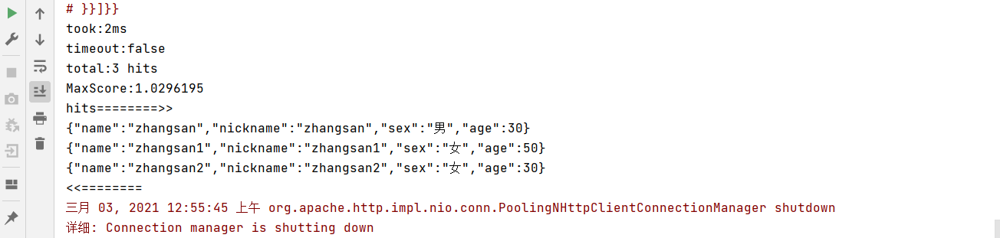 # }}]}}
took:2ms
timeout:false
total:3 hits
MaxScore:1.0296195
hits========>>
{"name":"zhangsan","nickname":"zhangsan","sex":"男","age":30}
{"name":"zhangsan1","nickname":"zhangsan1","sex":"女","age":50}
{"name":"zhangsan2","nickname":"zhangsan2","sex":"女","age":30}
<<========
三月 03, 2021 12:55:45 上午 org.apache.http.impl.nio.conn.PoolingNHttpClientConnectionManager shutdown
详细: Connection manager is shutting down